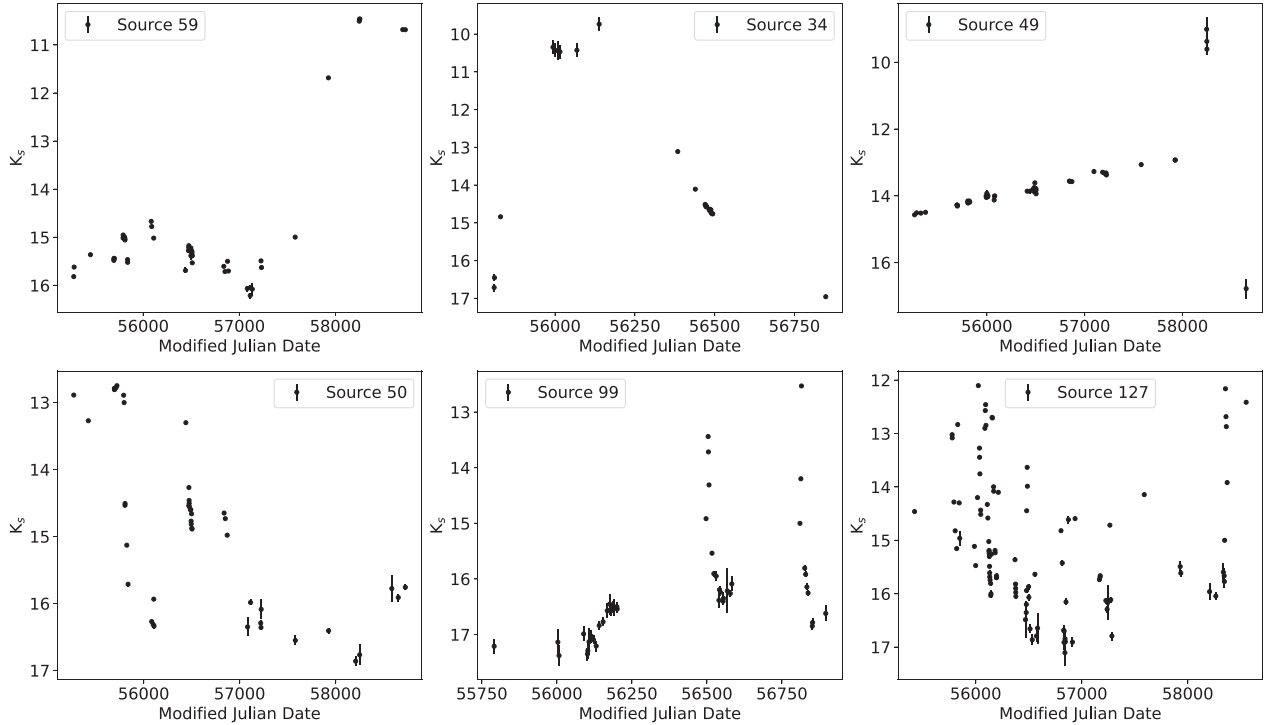 Source 59
11
12
13
14
15
16
K_s
56000 57000 58000
Modified Julian Date
Source 34
10
11
12
13
14
15
16
17
K_s
56000 56250 56500 56750
Modified Julian Date
Source 49
10
12
14
16
K_s
56000 57000 58000
Modified Julian Date
Source 50
13
14
15
16
17
K_s
56000 57000 58000
Modified Julian Date
Source 99
13
14
15
16
17
K_s
55750 56000 56250 56500 56750
Modified Julian Date
Source 127
12
13
14
15
16
17
K_s
56000 57000 58000
Modified Julian Date